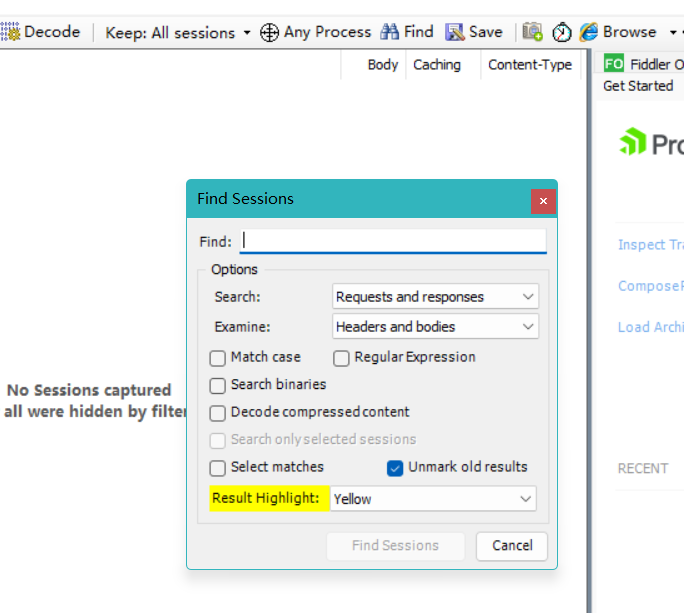 Decode Keep: All sessions Any Process Find Save Browse
Body Caching Content-Type
FO Fiddler O
Get Started
Pro
Find Sessions
Find:
Options
Search: Requests and responses
Examine: Headers and bodies
Match case Regular Expression
Search binaries
Decode compressed content
Search only selected sessions
Select matches Unmark old results
Result Highlight: Yellow
Find Sessions Cancel
No Sessions captured
all were hidden by filter
Inspect Tra
Compose
Load Archi
RECENT